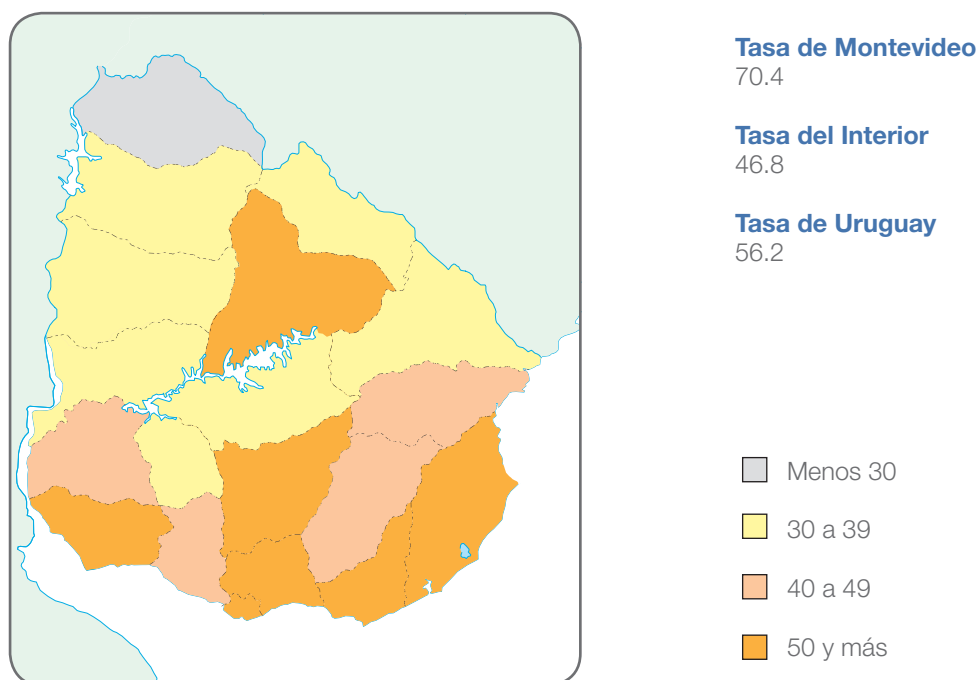 Tasa de Montevideo
70.4
Tasa del Interior
46.8
Tasa de Uruguay
56.2
Menos 30
30 a 39
40 a 49
50 y más